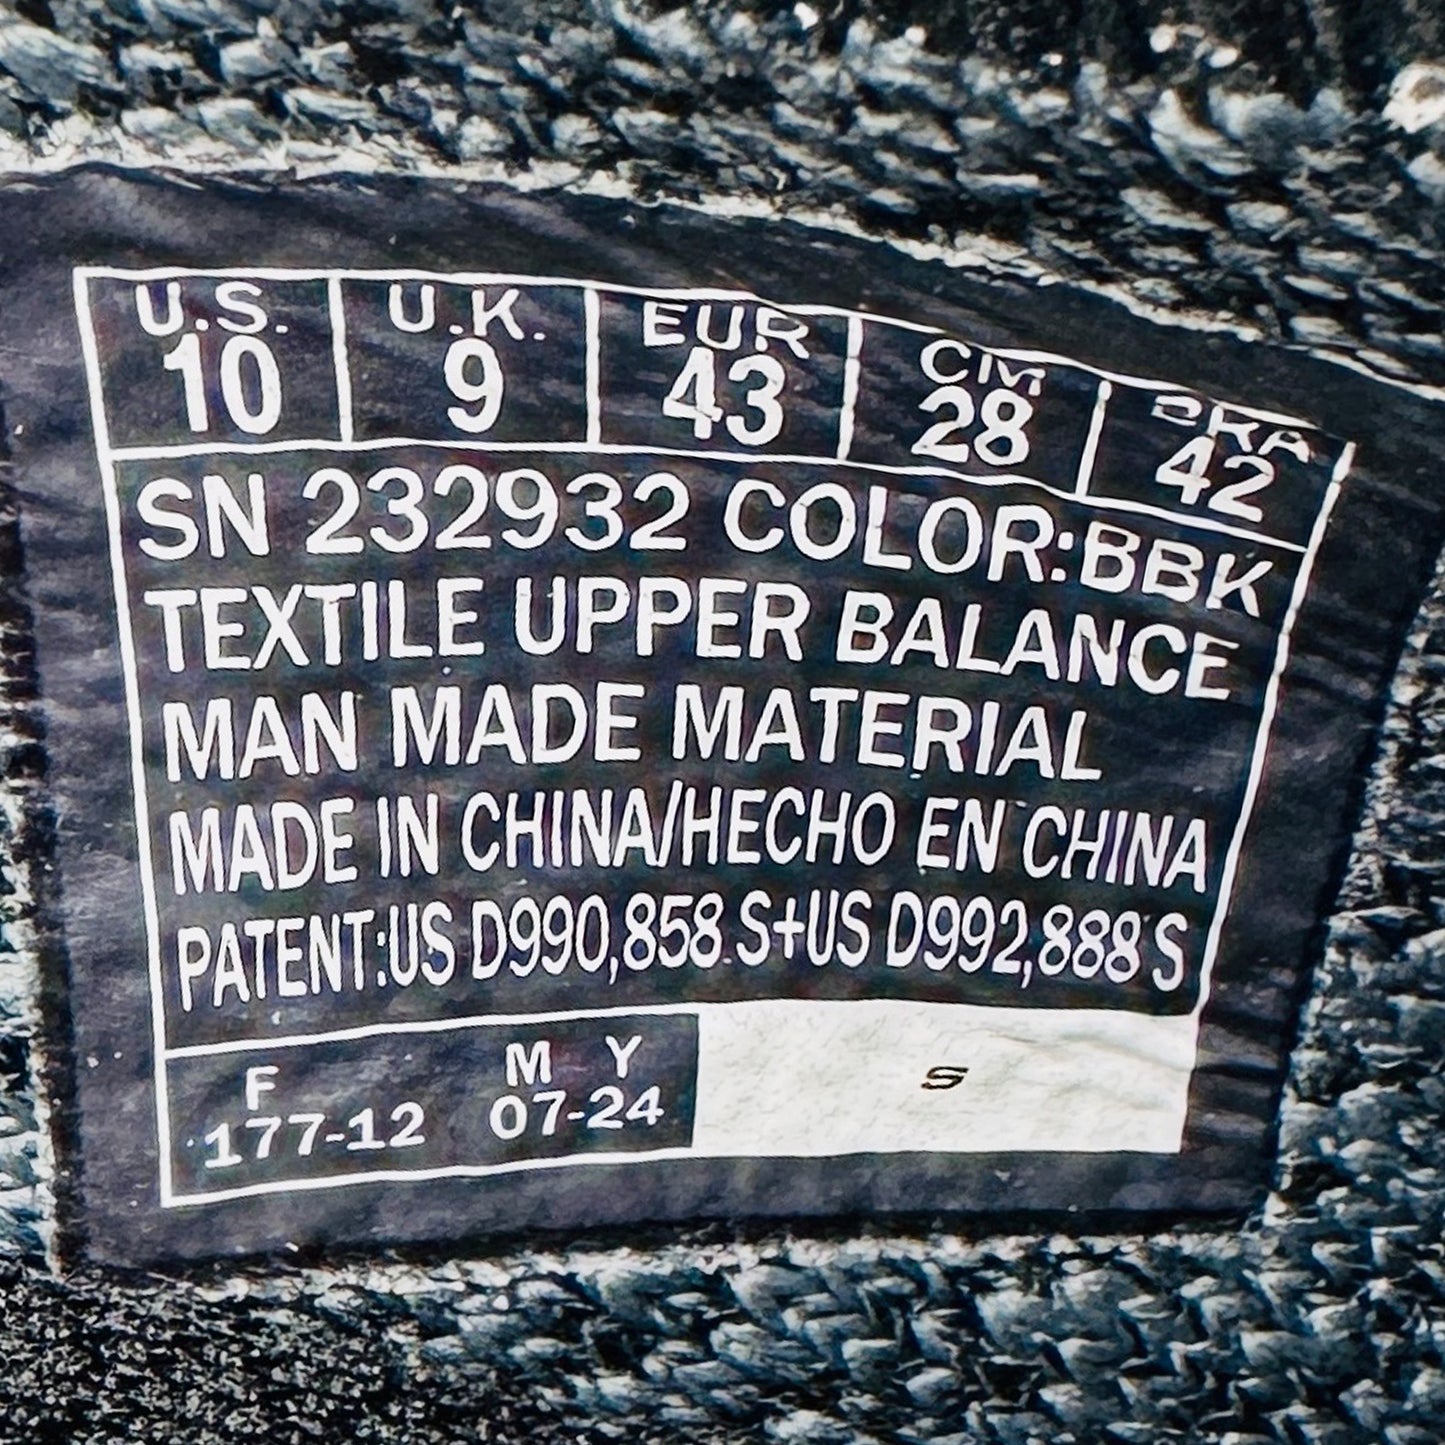 U.S. U.K. EUR CM BRA
10 9 43 28 42
SN 232932 COLOR:BBK
TEXTILE UPPER BALANCE
MAN MADE MATERIAL
MADE IN CHINA/HECHO EN CHINA
PATENT:US D990,858 S+US D992,888 S
F M Y
177-12 07-24
S